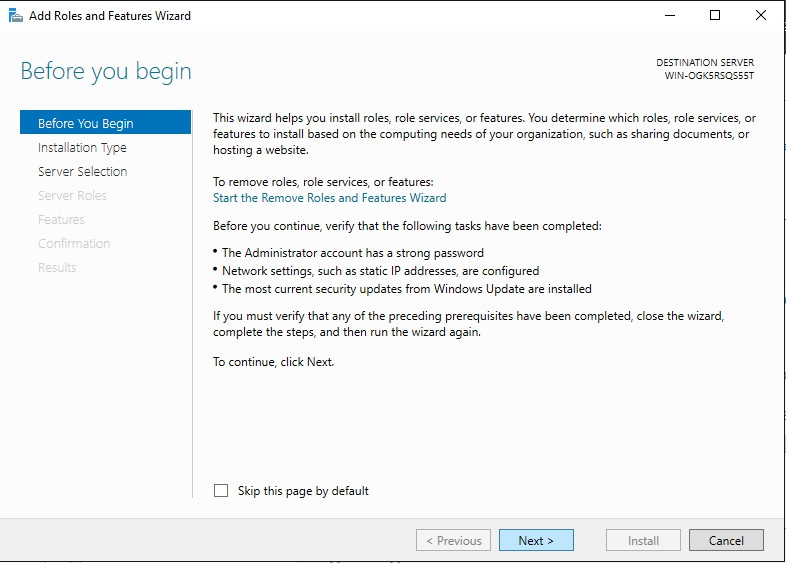 Add Roles and Features Wizard
Before you begin
DESTINATION SERVER
WIN-OGK5RSQS55T
Before You Begin
Installation Type
Server Selection
Server Roles
Features
Confirmation
Results
This wizard helps you install roles, role services, or features. You determine which roles, role services, or
features to install based on the computing needs of your organization, such as sharing documents, or
hosting a website.
To remove roles, role services, or features:
Start the Remove Roles and Features Wizard
Before you continue, verify that the following tasks have been completed:
• The Administrator account has a strong password
• Network settings, such as static IP addresses, are configured
• The most current security updates from Windows Update are installed
If you must verify that any of the preceding prerequisites have been completed, close the wizard,
complete the steps, and then run the wizard again.
To continue, click Next.
Skip this page by default
< Previous
Next >
Install
Cancel